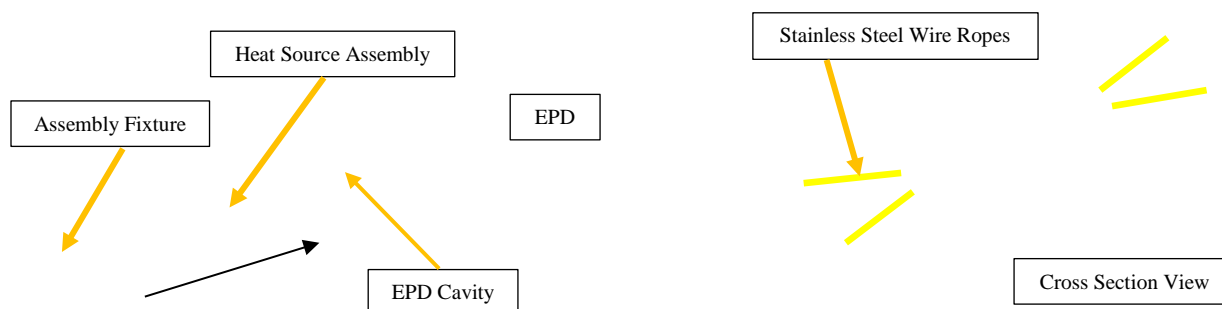 Heat Source Assembly
Stainless Steel Wire Ropes
Assembly Fixture
EPD
EPD Cavity
Cross Section View